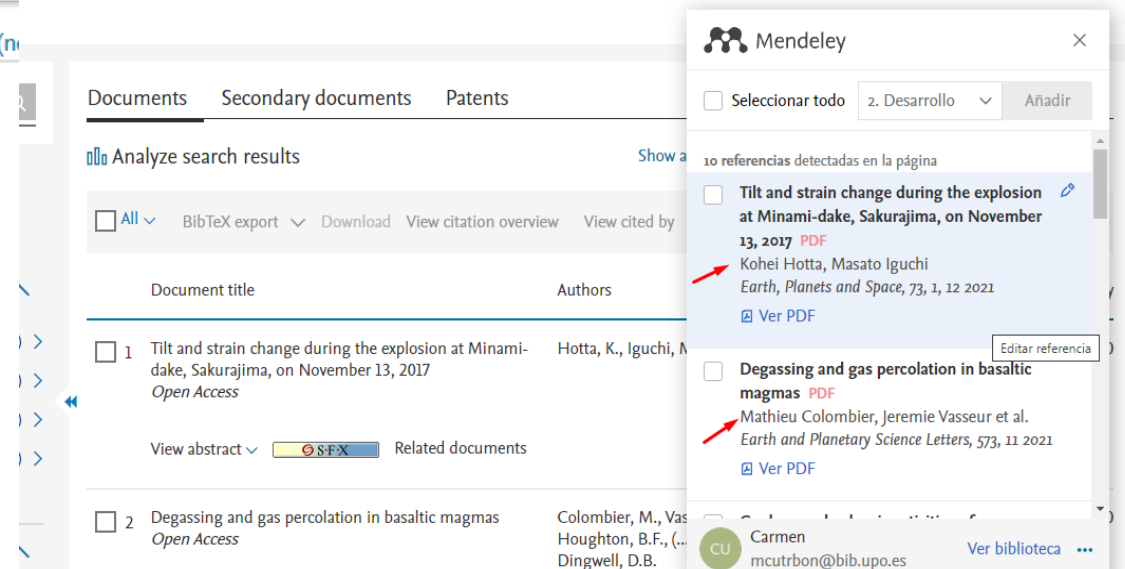 (n
Documents Secondary documents Patents
Analyze search results
Show a
All BibTeX export Download View citation overview View cited by
Document title Authors
y
1 Tilt and strain change during the explosion at Minami-
dake, Sakurajima, on November 13, 2017
Open Access
Hotta, K., Iguchi, M
View abstract S·F·X Related documents
2 Degassing and gas percolation in basaltic magmas
Open Access
Colombier, M., Vas
Houghton, B.F., (...
Dingwell, D.B.
Mendeley
Seleccionar todo 2. Desarrollo Añadir
10 referencias detectadas en la página
Tilt and strain change during the explosion
at Minami-dake, Sakurajima, on November
13, 2017 PDF
Kohei Hotta, Masato Iguchi
Earth, Planets and Space, 73, 1, 12 2021
Ver PDF
Editar referencia
Degassing and gas percolation in basaltic
magmas PDF
Mathieu Colombier, Jeremie Vasseur et al.
Earth and Planetary Science Letters, 573, 11 2021
Ver PDF
CU
Carmen
mcutrbon@bib.upo.es
Ver biblioteca